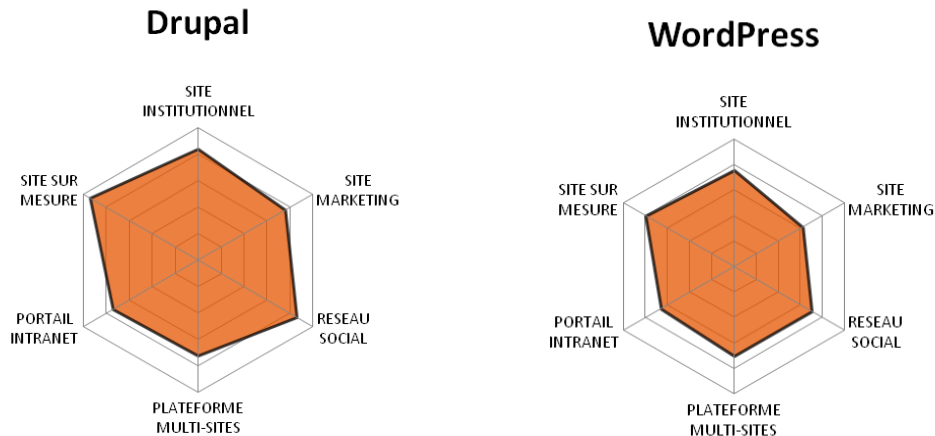 Drupal
SITE
INSTITUTIONNEL
SITE SUR
MESURE
SITE
MARKETING
PORTAIL
INTRANET
RESEAU
SOCIAL
PLATEFORME
MULTI-SITES
WordPress
SITE
INSTITUTIONNEL
SITE SUR
MESURE
SITE
MARKETING
PORTAIL
INTRANET
RESEAU
SOCIAL
PLATEFORME
MULTI-SITES